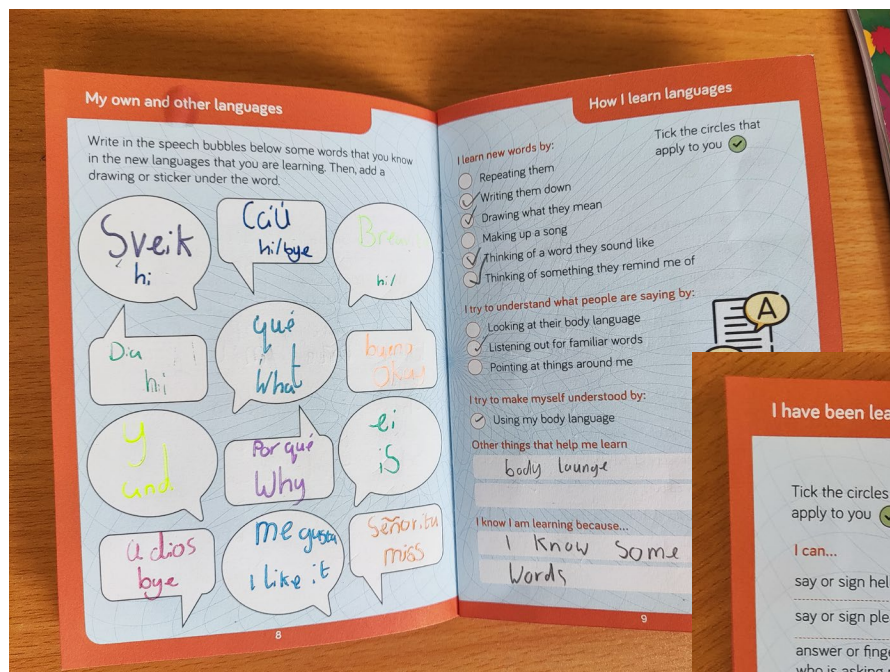 My own and other languages
Write in the speech bubbles below some words that you know
in the new languages that you are learning. Then, add a
drawing or sticker under the word.
Sveik
hi
Caú
hi/bye
hi/
Dia
hi
qué
what
bueno
Okay
y
and
Por qué
Why
ei
is
adios
bye
me gusta
I like it
Señorita
miss
8
How I learn languages
Tick the circles that
apply to you
I learn new words by:
Repeating them
Writing them down
Drawing what they mean
Making up a song
Thinking of a word they sound like
Thinking of something they remind me of
I try to understand what people are saying by:
Looking at their body language
Listening out for familiar words
Pointing at things around me
A
I try to make myself understood by:
Using my body language
Other things that help me learn
body launge
I know I am learning because...
I know some
words
9
I have been lea
Tick the circles
apply to you
I can...
say or sign hel
say or sign ple
answer or finge
who is asking